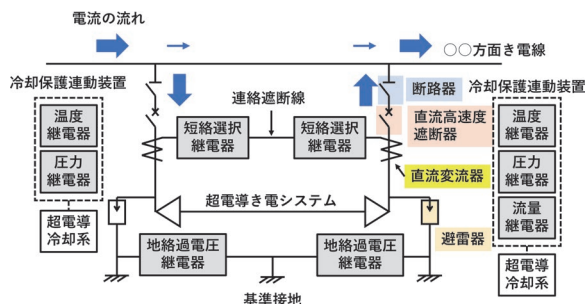 電流の流れ
○○方面き電線
冷却保護連動装置
断路器
冷却保護連動装置
温度
継電器
連絡遮断線
直流高速度
遮断器
温度
継電器
短絡選択
継電器
短絡選択
継電器
圧力
継電器
圧力
継電器
直流変流器
超電導き電システム
流量
継電器
超電導
冷却系
避雷器
地絡過電圧
継電器
地絡過電圧
継電器
超電導
冷却系
基準接地